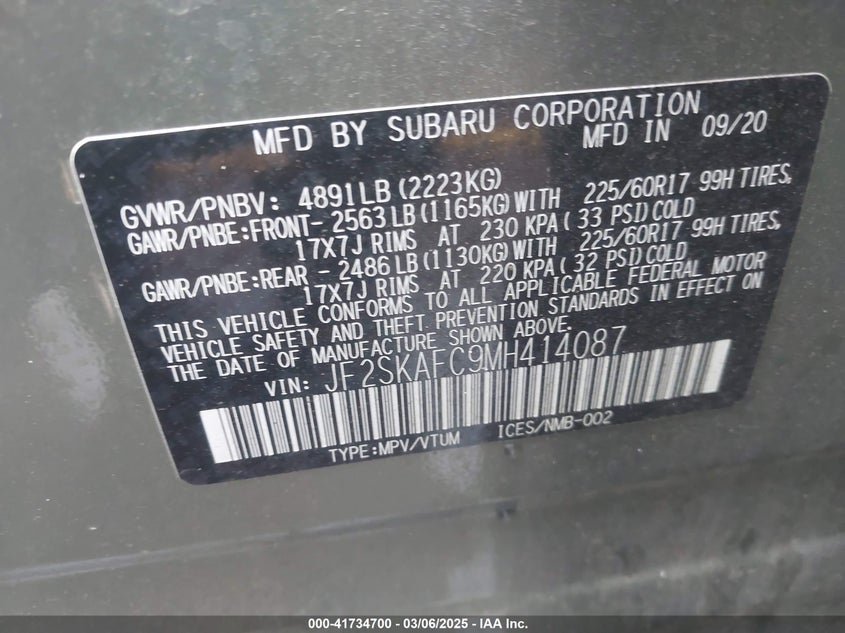 MFD BY SUBARU CORPORATION
MFD IN 09/20
GVWR/PNBV: 4891LB (2223KG)
GAWR/PNBE:FRONT- 2563LB (1165KG) WITH 225/60R17 99H TIRES,
17X7J RIMS AT 230 KPA ( 33 PSI) COLD
GAWR/PNBE:REAR - 2486LB (1130KG) WITH 225/60R17 99H TIRES,
17X7J RIMS AT 220 KPA ( 32 PSI) COLD
THIS VEHICLE CONFORMS TO ALL APPLICABLE FEDERAL MOTOR
VEHICLE SAFETY AND THEFT PREVENTION STANDARDS IN EFFECT ON
THE DATE OF MANUFACTURE SHOWN ABOVE.
VIN: JF2SKAFC9MH414087
TYPE:MPV/VTUM ICES/NMB-002
000-41734700 - 03/06/2025 - IAA Inc.